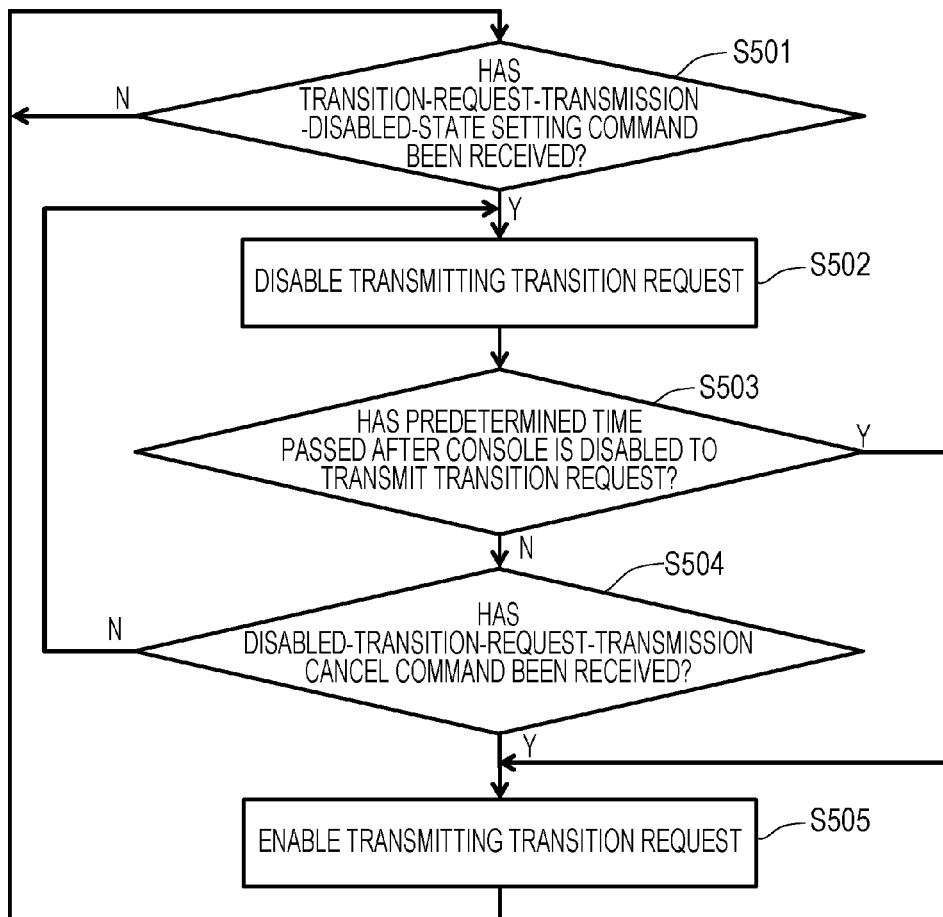 S501
HAS
TRANSITION-REQUEST-TRANSMISSION
-DISABLED-STATE SETTING COMMAND
BEEN RECEIVED?
N
Y
S502
DISABLE TRANSMITTING TRANSITION REQUEST
S503
HAS PREDETERMINED TIME
PASSED AFTER CONSOLE IS DISABLED TO
TRANSMIT TRANSITION REQUEST?
Y
N
S504
HAS
DISABLED-TRANSITION-REQUEST-TRANSMISSION
CANCEL COMMAND BEEN RECEIVED?
N
Y
S505
ENABLE TRANSMITTING TRANSITION REQUEST